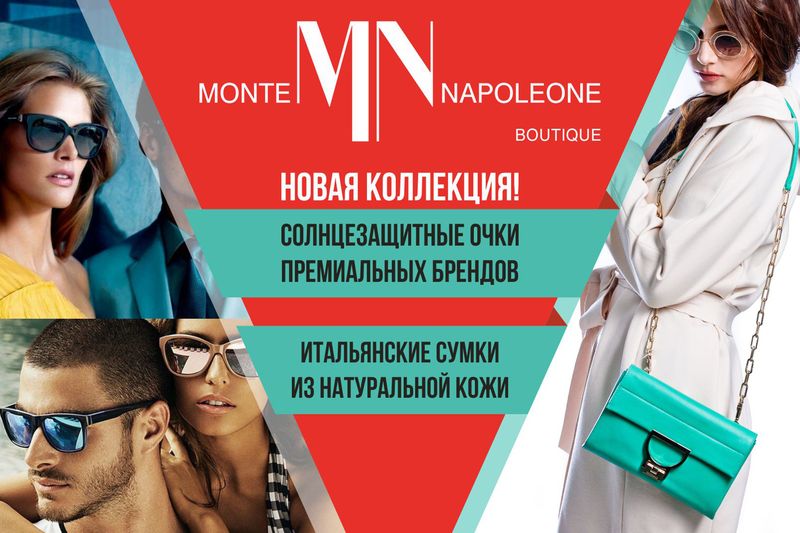 MONTE MN NAPOLEONE
BOUTIQUE
НОВАЯ КОЛЛЕКЦИЯ!
СОЛНЦЕЗАЩИТНЫЕ ОЧКИ
ПРЕМИАЛЬНЫХ БРЕНДОВ
ИТАЛЬЯНСКИЕ СУМКИ
ИЗ НАТУРАЛЬНОЙ КОЖИ